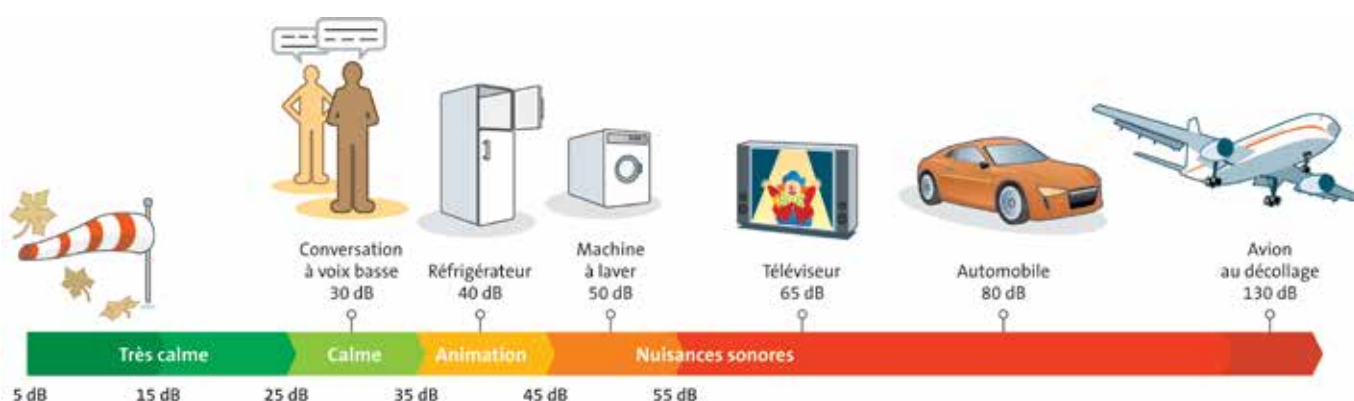 Conversation
à voix basse
30 dB
Réfrigérateur
40 dB
Machine
à laver
50 dB
Téléviseur
65 dB
Automobile
80 dB
Avion
au décollage
130 dB
Très calme
Calme
Animation
Nuisances sonores
5 dB
15 dB
25 dB
35 dB
45 dB
55 dB